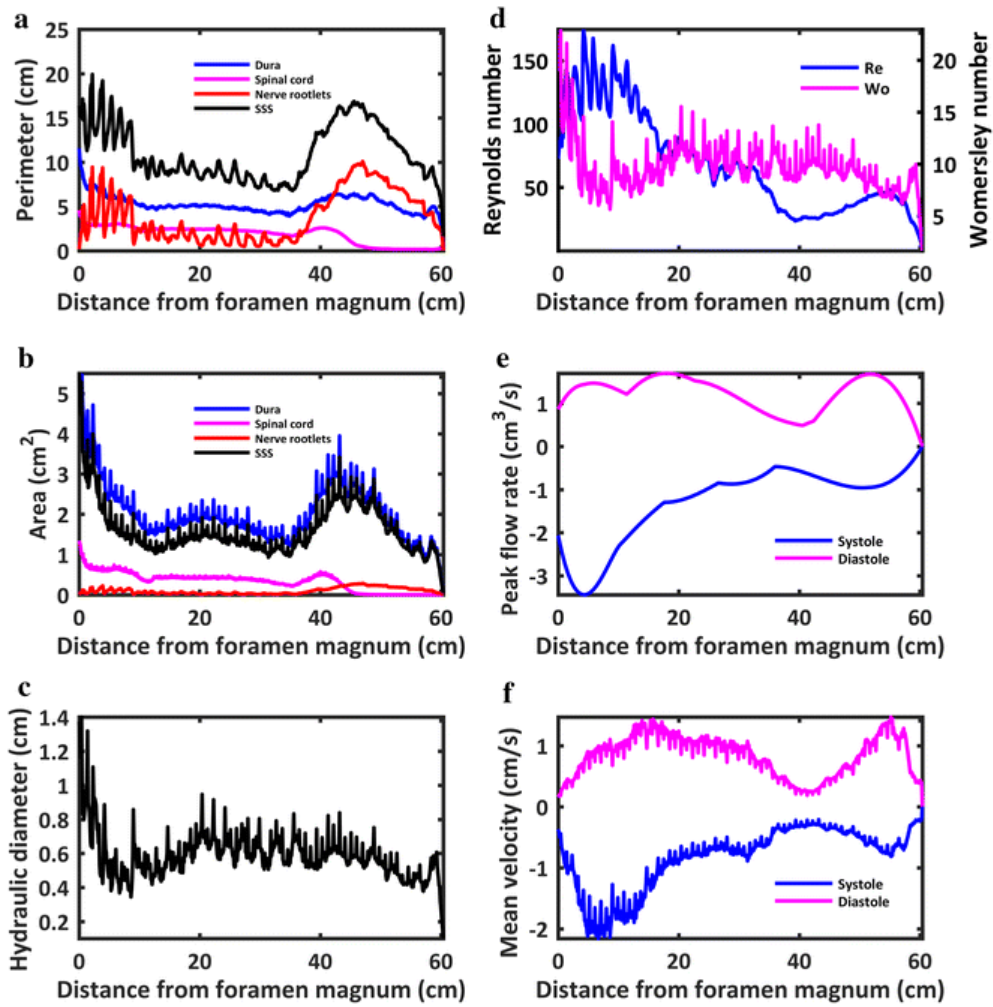 a
25
20
15
10
5
0
Perimeter (cm)
Dura
Spinal cord
Nerve rootlets
SSS
0 20 40 60
Distance from foramen magnum (cm)
d
150
100
50
Reynolds number
Re
Wo
20
15
10
5
Womersley number
0 20 40 60
Distance from foramen magnum (cm)
b
5
4
3
2
1
0
Area (cm²)
Dura
Spinal cord
Nerve rootlets
SSS
0 20 40 60
Distance from foramen magnum (cm)
e
1
0
-1
-2
-3
Peak flow rate (cm³/s)
Systole
Diastole
0 20 40 60
Distance from foramen magnum (cm)
c
1.4
1.2
1
0.8
0.6
0.4
0.2
Hydraulic diameter (cm)
0 20 40 60
Distance from foramen magnum (cm)
f
1
0
-1
-2
Mean velocity (cm/s)
Systole
Diastole
0 20 40 60
Distance from foramen magnum (cm)